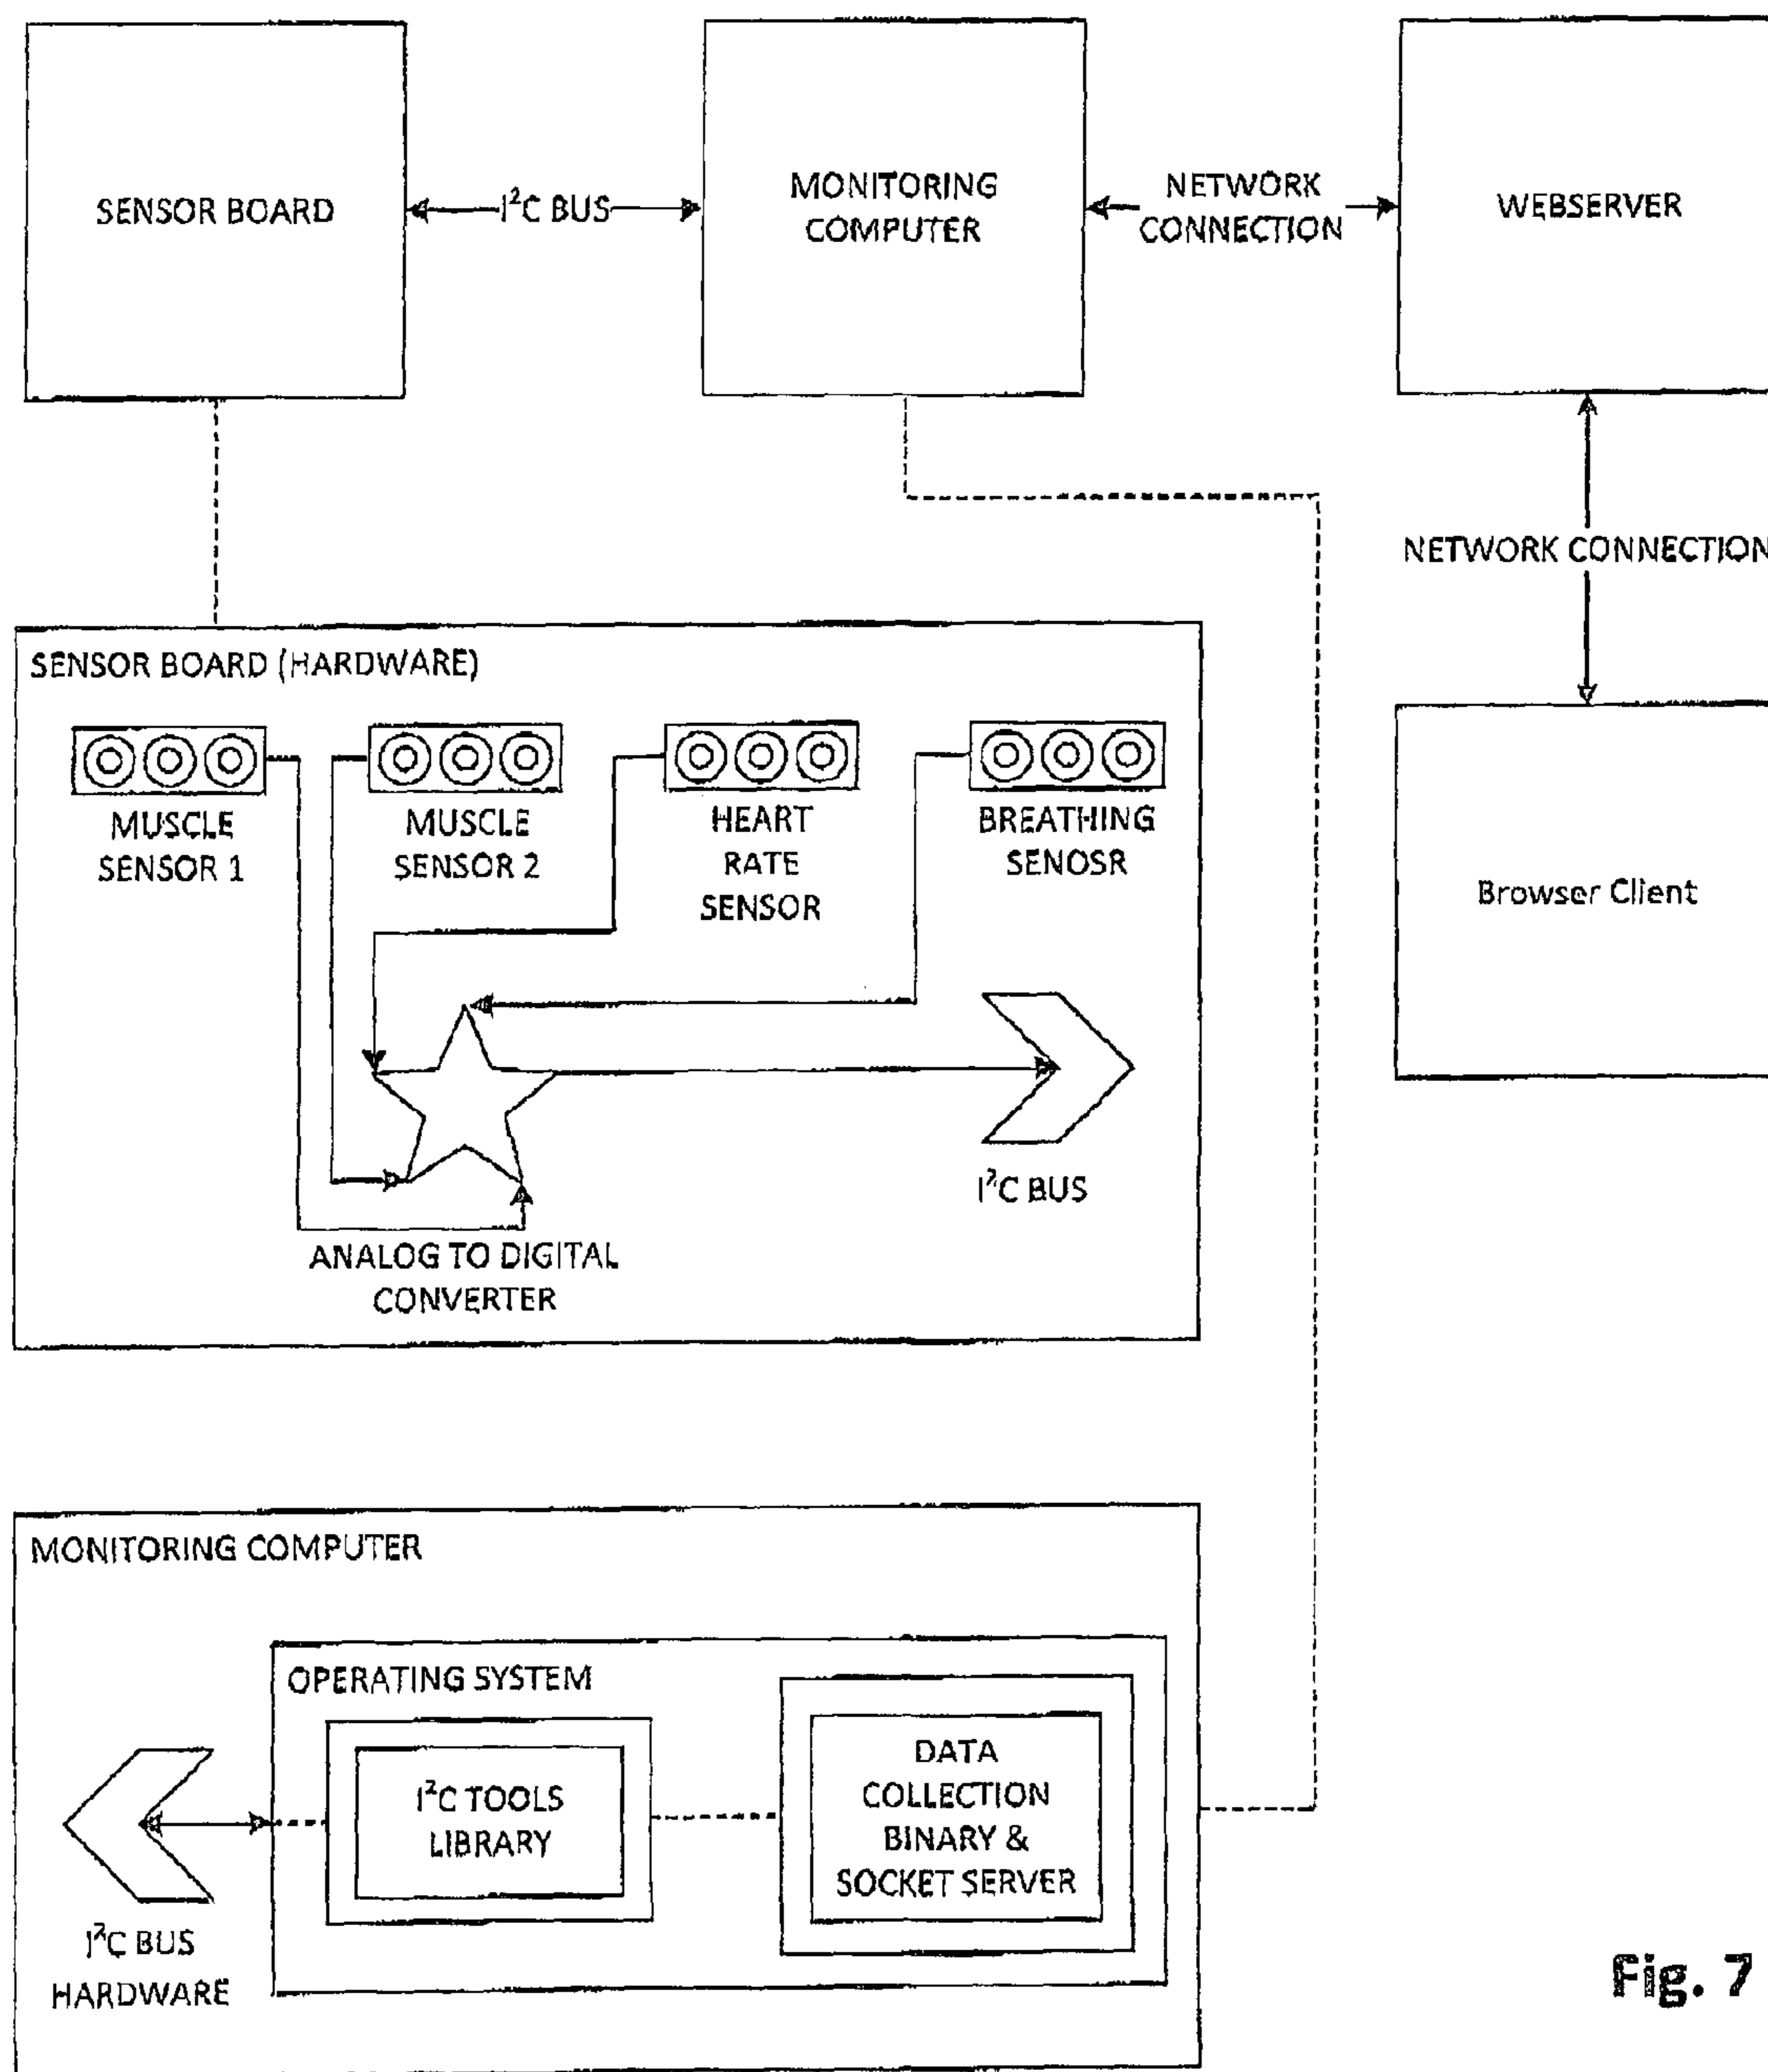 SENSOR BOARD
I²C BUS
MONITORING
COMPUTER
NETWORK
CONNECTION
WEBSERVER
NETWORK CONNECTION
Browser Client
SENSOR BOARD (HARDWARE)
MUSCLE
SENSOR 1
MUSCLE
SENSOR 2
HEART
RATE
SENSOR
BREATHING
SENOSR
I²C BUS
ANALOG TO DIGITAL
CONVERTER
MONITORING COMPUTER
OPERATING SYSTEM
I²C TOOLS
LIBRARY
DATA
COLLECTION
BINARY &
SOCKET SERVER
I²C BUS
HARDWARE
Fig. 7